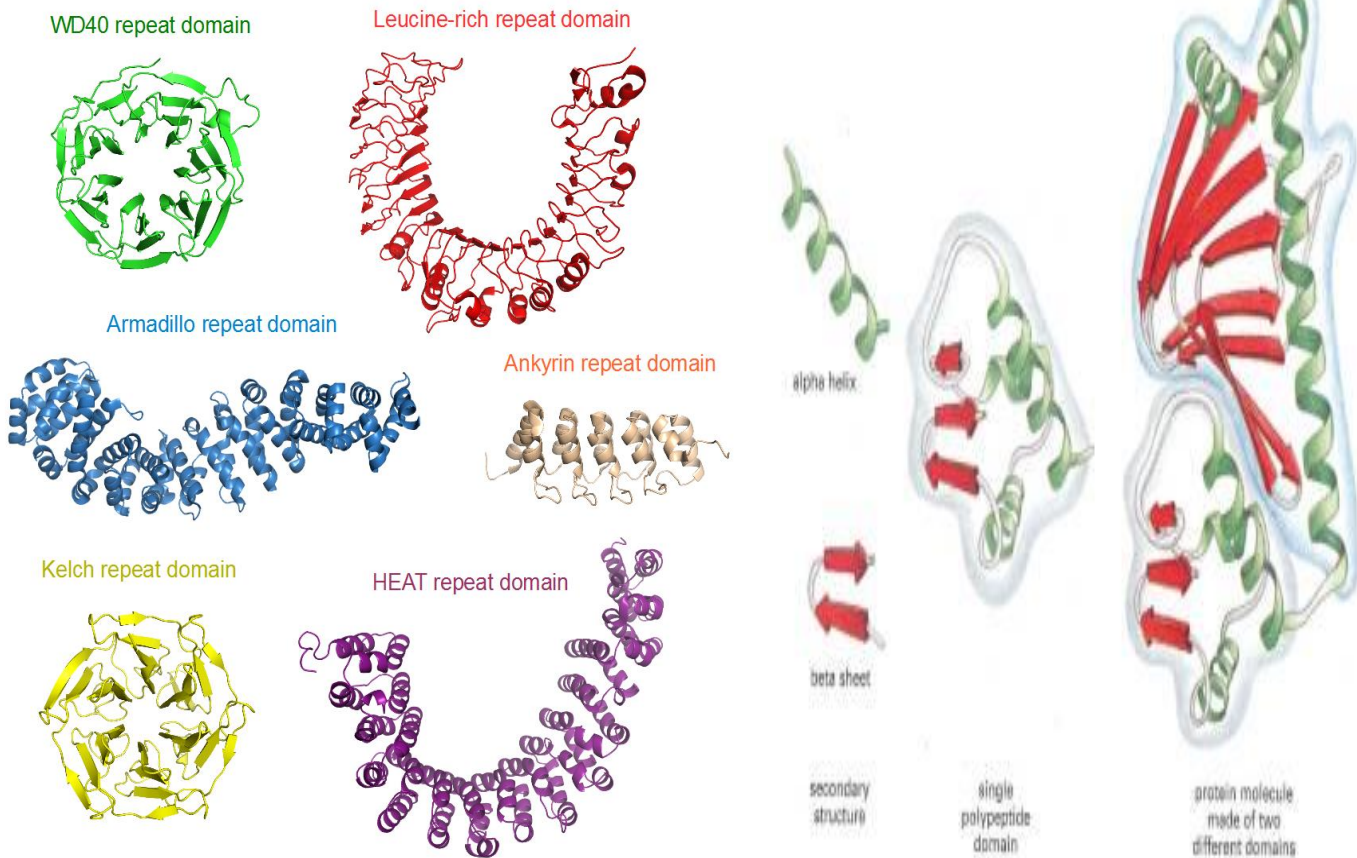 WD40 repeat domain
Leucine-rich repeat domain
Armadillo repeat domain
Ankyrin repeat domain
Kelch repeat domain
HEAT repeat domain
alpha helix
beta sheet
secondary
structure
single
polypeptide
domain
protein molecule
made of two
different domains